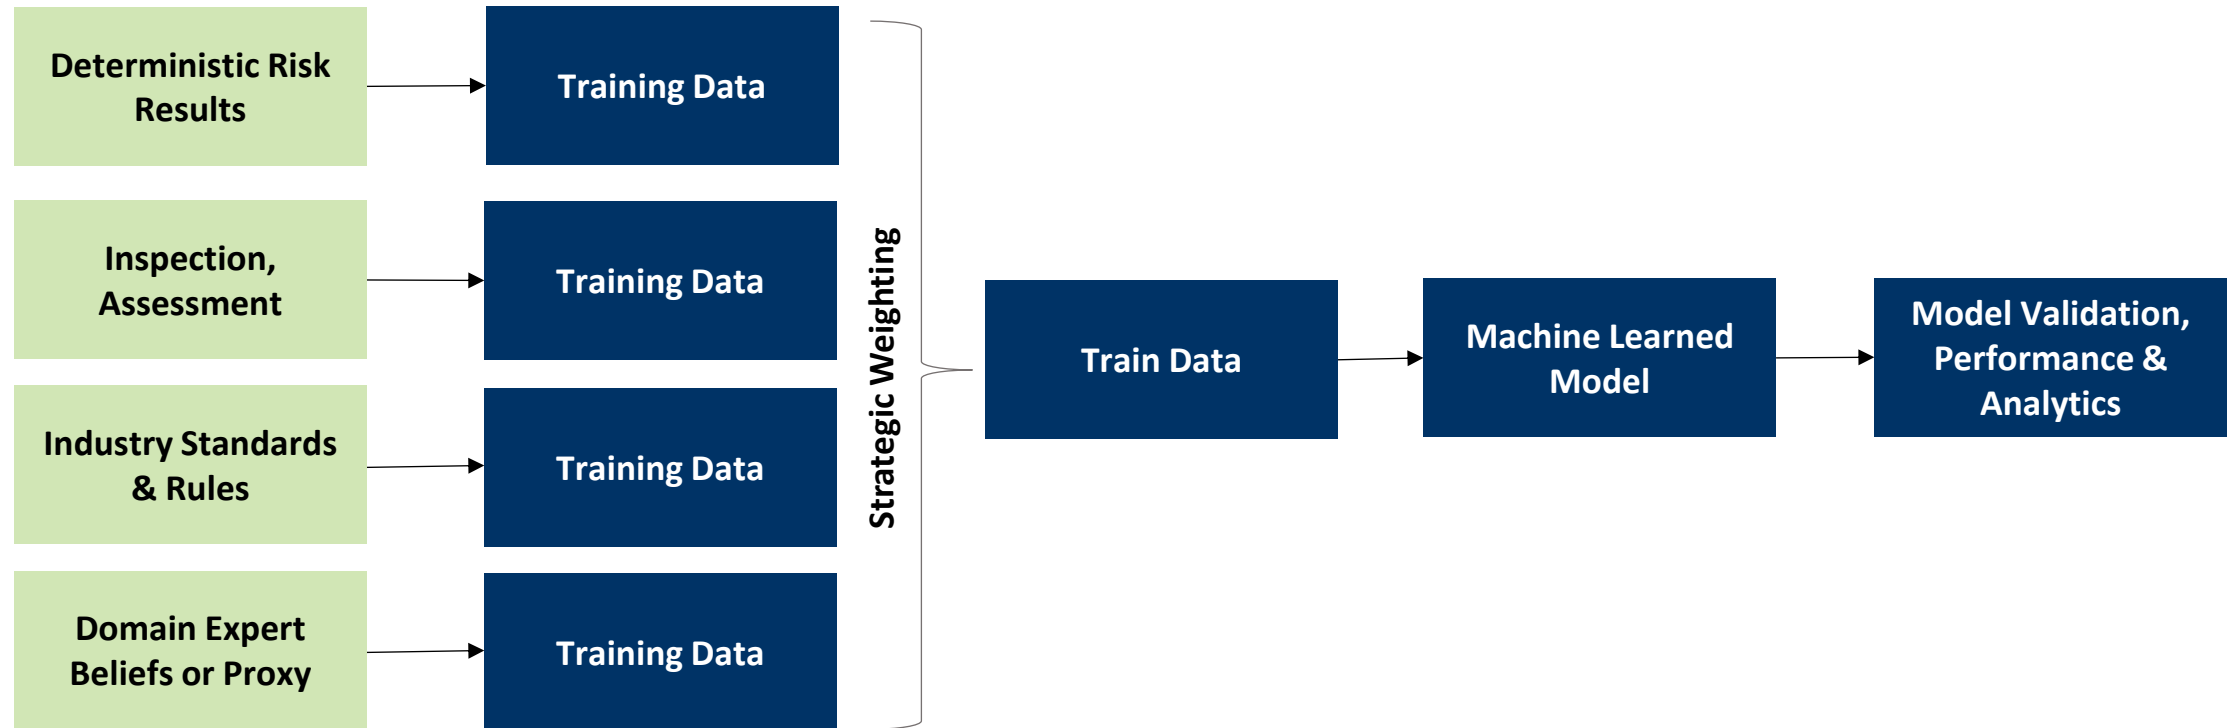 Deterministic Risk
Results
Training Data
Inspection,
Assessment
Training Data
Industry Standards
& Rules
Training Data
Domain Expert
Beliefs or Proxy
Training Data
Strategic Weighting
Train Data
Machine Learned
Model
Model Validation,
Performance &
Analytics